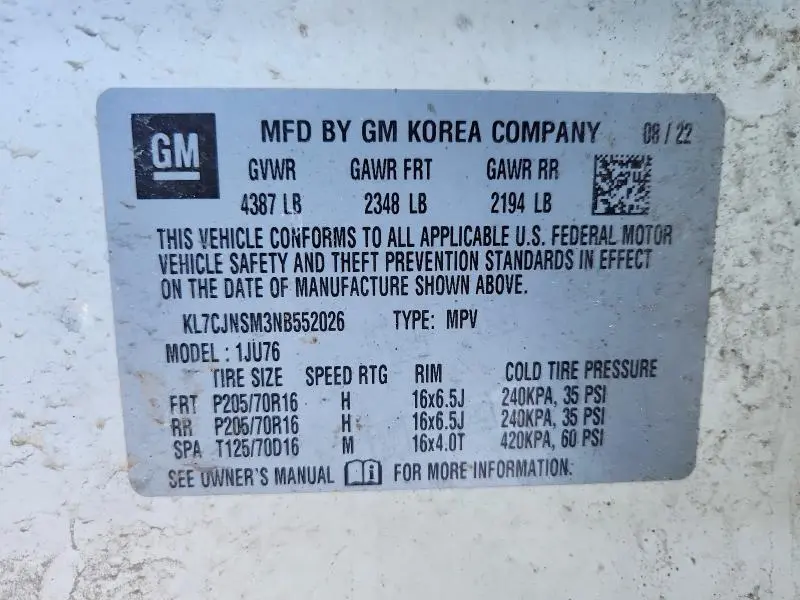 GM MFD BY GM KOREA COMPANY 08 / 22
GVWR GAWR FRT GAWR RR
4387 LB 2348 LB 2194 LB
THIS VEHICLE CONFORMS TO ALL APPLICABLE U.S. FEDERAL MOTOR
VEHICLE SAFETY AND THEFT PREVENTION STANDARDS IN EFFECT
ON THE DATE OF MANUFACTURE SHOWN ABOVE.
KL7CJNSM3NB552026 TYPE: MPV
MODEL : 1JU76
TIRE SIZE SPEED RTG RIM COLD TIRE PRESSURE
FRT P205/70R16 H 16x6.5J 240KPA, 35 PSI
RR P205/70R16 H 16x6.5J 240KPA, 35 PSI
SPA T125/70D16 M 16x4.0T 420KPA, 60 PSI
SEE OWNER'S MANUAL FOR MORE INFORMATION.